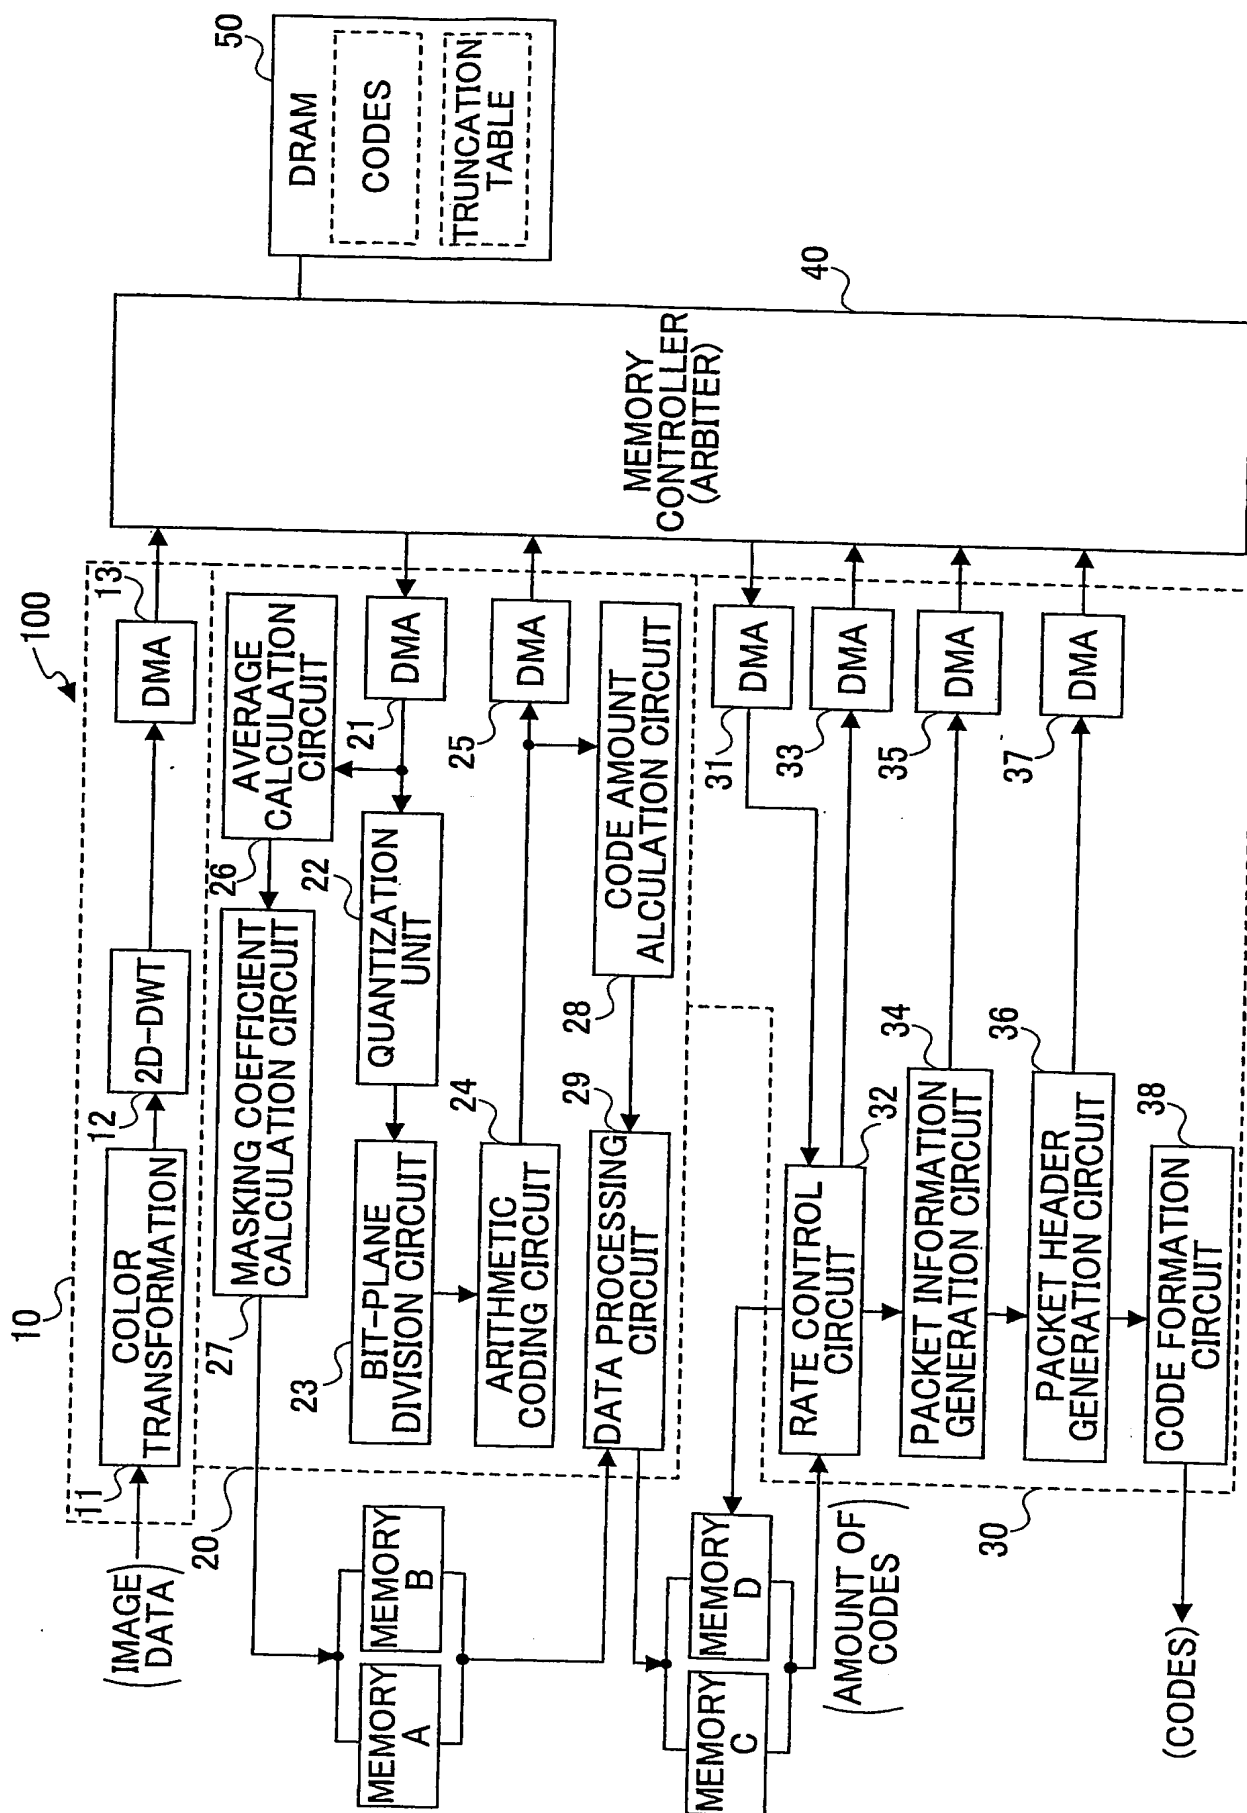 100
10
(IMAGE
DATA)
11
COLOR
TRANSFORMATION
12
2D-DWT
13
DMA
20
27
MASKING COEFFICIENT
CALCULATION CIRCUIT
26
AVERAGE
CALCULATION
CIRCUIT
21
DMA
22
QUANTIZATION
UNIT
23
BIT-PLANE
DIVISION CIRCUIT
24
ARITHMETIC
CODING CIRCUIT
25
DMA
28
CODE AMOUNT
ALCULATION CIRCUIT
29
DATA PROCESSING
CIRCUIT
MEMORY
A
MEMORY
B
MEMORY
C
MEMORY
D
(AMOUNT OF
CODES)
30
31
DMA
32
RATE CONTROL
CIRCUIT
33
DMA
34
PACKET INFORMATION
GENERATION CIRCUIT
35
DMA
36
PACKET HEADER
GENERATION CIRCUIT
37
DMA
38
CODE FORMATION
CIRCUIT
(CODES)
40
MEMORY
CONTROLLER
(ARBITER)
50
DRAM
CODES
TRUNCATION
TABLE